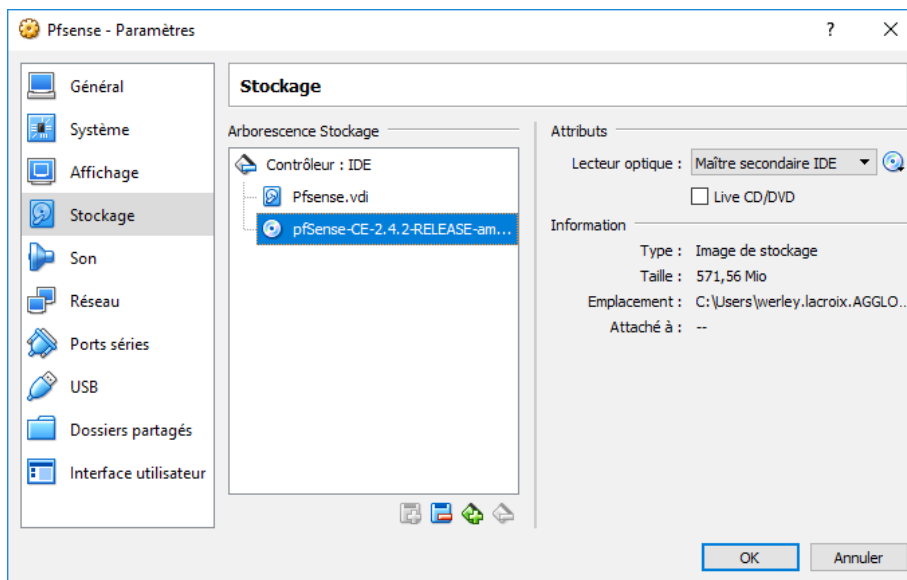 Pfsense - Paramètres
?
Général
Système
Affichage
Stockage
Son
Réseau
Ports séries
USB
Dossiers partagés
Interface utilisateur
Stockage
Arborescence Stockage
Contrôleur : IDE
Pfsense.vdi
pfSense-CE-2.4.2-RELEASE-am...
Attributs
Lecteur optique : Maître secondaire IDE
Live CD/DVD
Information
Type : Image de stockage
Taille : 571,56 Mio
Emplacement : C:\Users\werley.lacroix.AGGLO...
Attaché à : --
OK Annuler